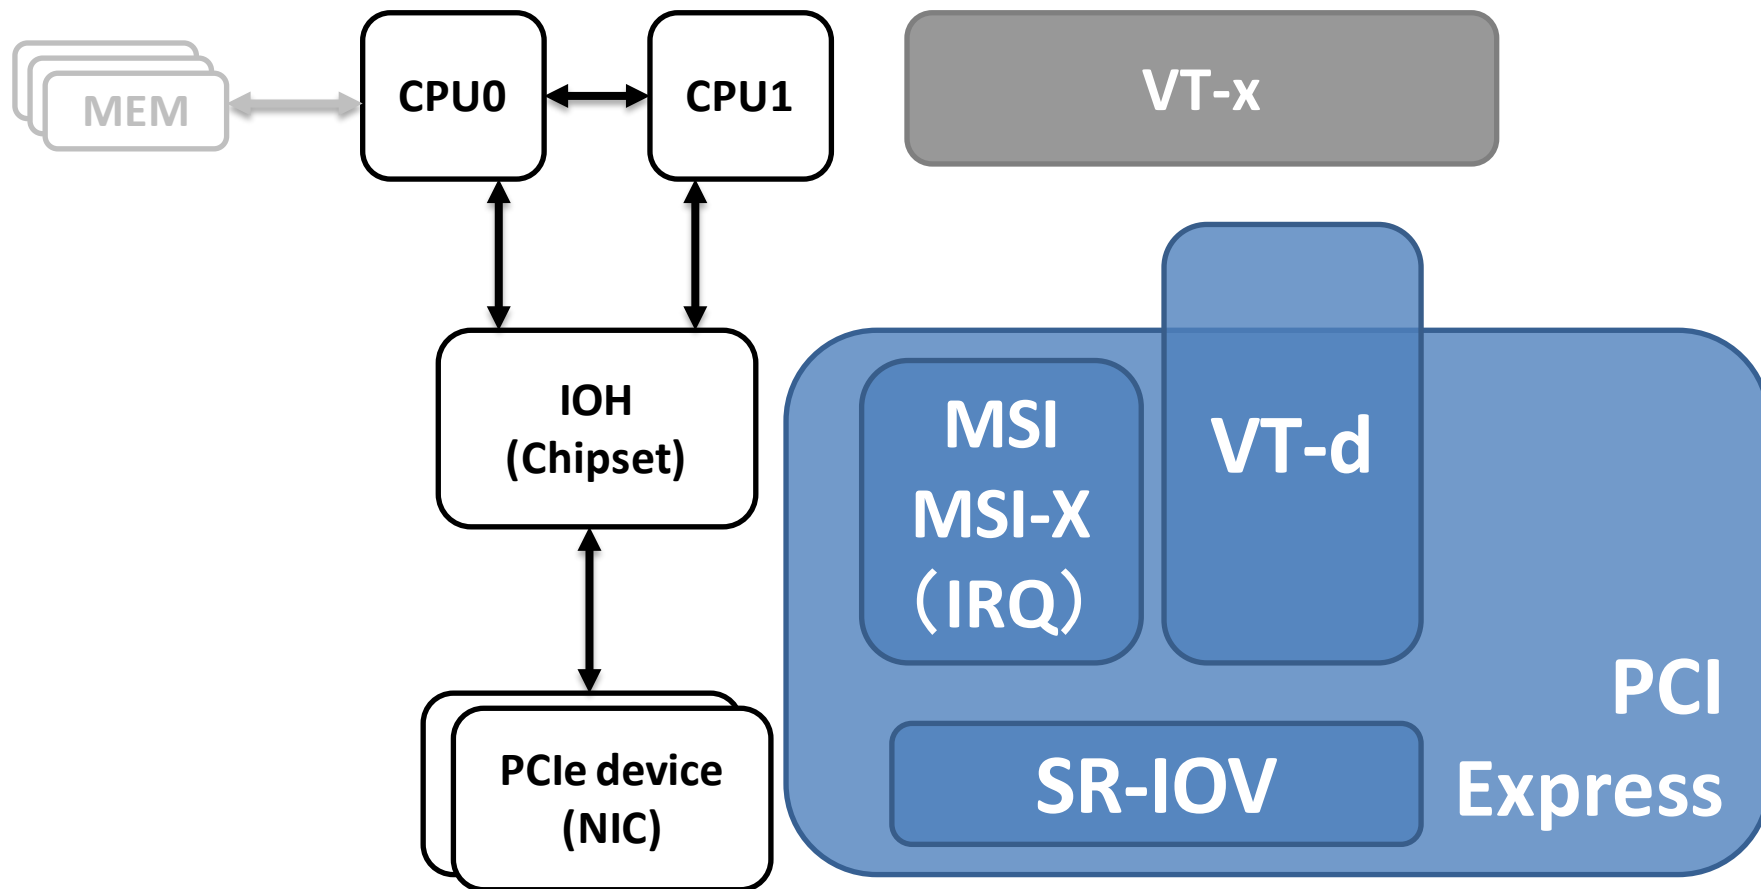 MEM
CPU0
CPU1
VT-x
IOH
(Chipset)
MSI
MSI-X
（IRQ）
VT-d
PCI
Express
SR-IOV
PCIe device
(NIC)